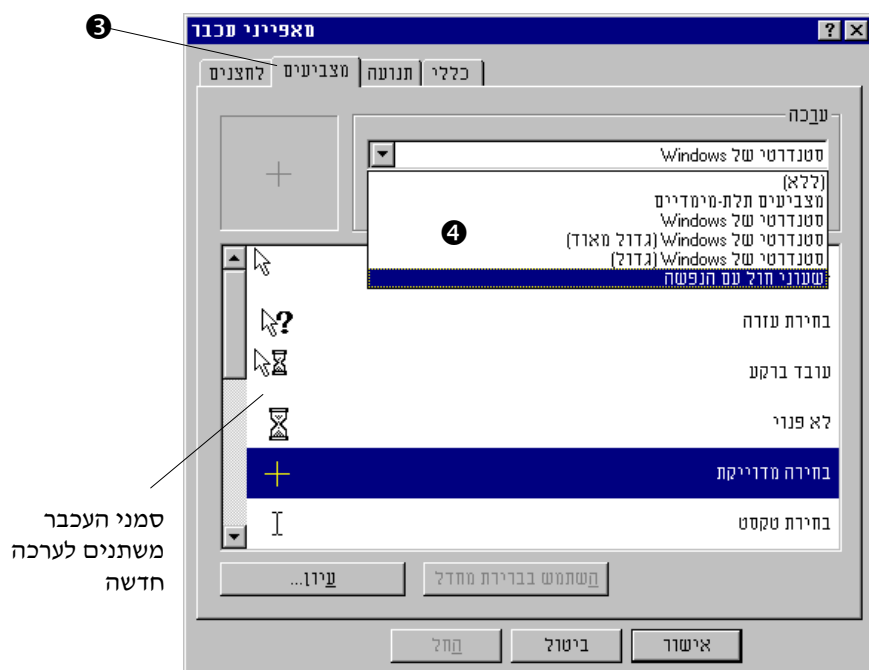 ❸
מאפייני עכבר
כללי
תנועה
מצביעים
לחצנים
ערכה
סטנדרטי של Windows
(ללא)
מצביעים תלת-מימדיים
סטנדרטי של Windows
סטנדרטי של Windows (גדול מאוד)
סטנדרטי של Windows (גדול)
שעוני חול עם הנפשה
❹
בחירת עזרה
עובד ברקע
לא פנוי
בחירה מדוייקת
בחירת טקסט
סמני העכבר
משתנים לערכה
חדשה
השתמש בברירת מחדל
עיון...
אישור
ביטול
החל